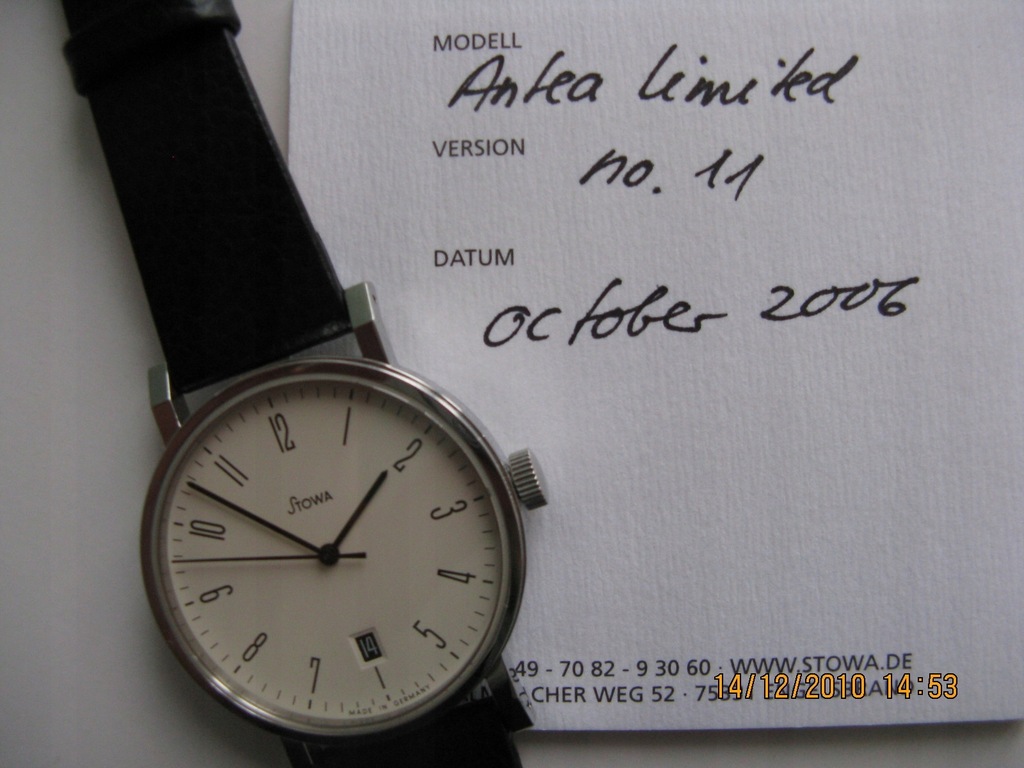 MODELL
Antea limited
VERSION
no. 11
DATUM
october 2006
12
1
2
3
4
5
7
8
9
10
11
STOWA
14
MADE IN GERMANY
49 - 70 82 - 9 30 60 · WWW.STOWA.DE
CHER WEG 52 ·
14/12/2010 14:53